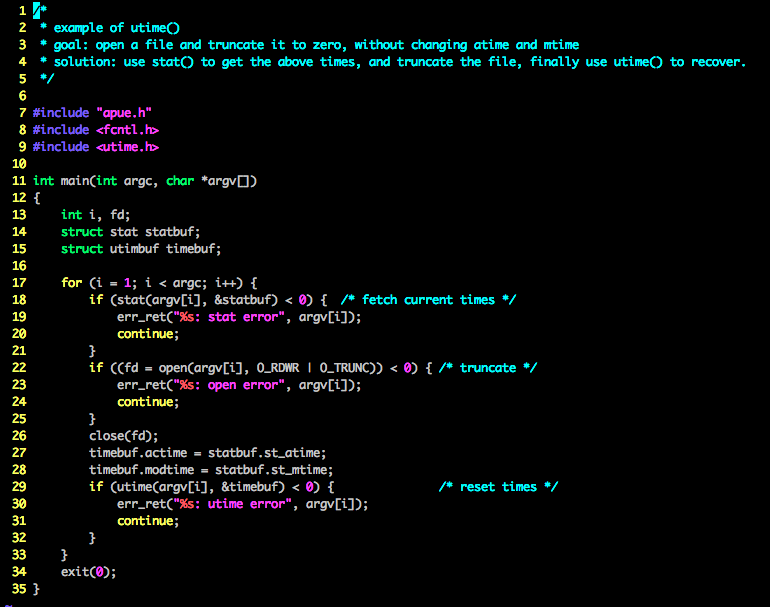 1 /*
2  * example of utime()
3  * goal: open a file and truncate it to zero, without changing atime and mtime
4  * solution: use stat() to get the above times, and truncate the file, finally use utime() to recover.
5  */
6
7 #include "apue.h"
8 #include <fcntl.h>
9 #include <utime.h>
10
11 int main(int argc, char *argv[])
12 {
13     int i, fd;
14     struct stat statbuf;
15     struct utimbuf timebuf;
16
17     for (i = 1; i < argc; i++) {
18         if (stat(argv[i], &statbuf) < 0) {  /* fetch current times */
19             err_ret("%s: stat error", argv[i]);
20             continue;
21         }
22         if ((fd = open(argv[i], O_RDWR | O_TRUNC)) < 0) { /* truncate */
23             err_ret("%s: open error", argv[i]);
24             continue;
25         }
26         close(fd);
27         timebuf.actime = statbuf.st_atime;
28         timebuf.modtime = statbuf.st_mtime;
29         if (utime(argv[i], &timebuf) < 0) {               /* reset times */
30             err_ret("%s: utime error", argv[i]);
31             continue;
32         }
33     }
34     exit(0);
35 }
~